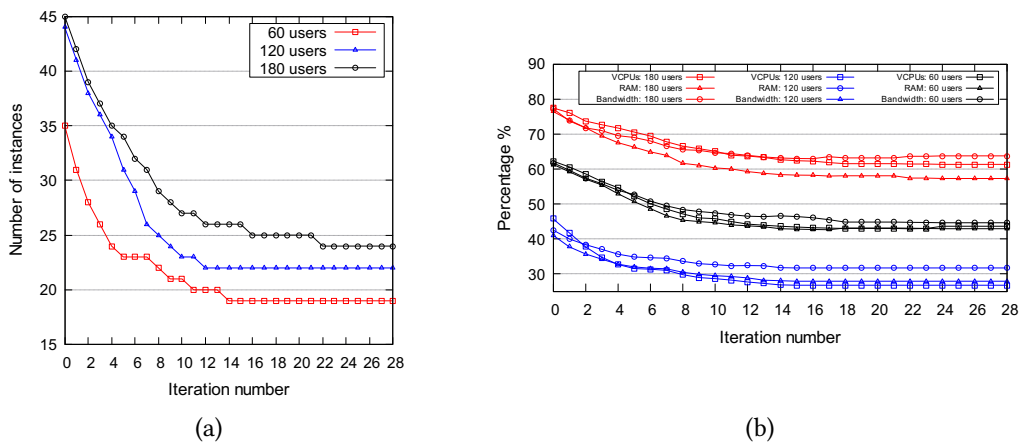 45
40
35
30
25
20
15
Number of instances
60 users
120 users
180 users
0 2 4 6 8 10 12 14 16 18 20 22 24 26 28
Iteration number
(a)
90
80
70
60
50
40
30
Percentage %
VCPUs: 180 users VCPUs: 120 users VCPUs: 60 users
RAM: 180 users RAM: 120 users RAM: 60 users
Bandwidth: 180 users Bandwidth: 120 users Bandwidth: 60 users
0 2 4 6 8 10 12 14 16 18 20 22 24 26 28
Iteration number
(b)